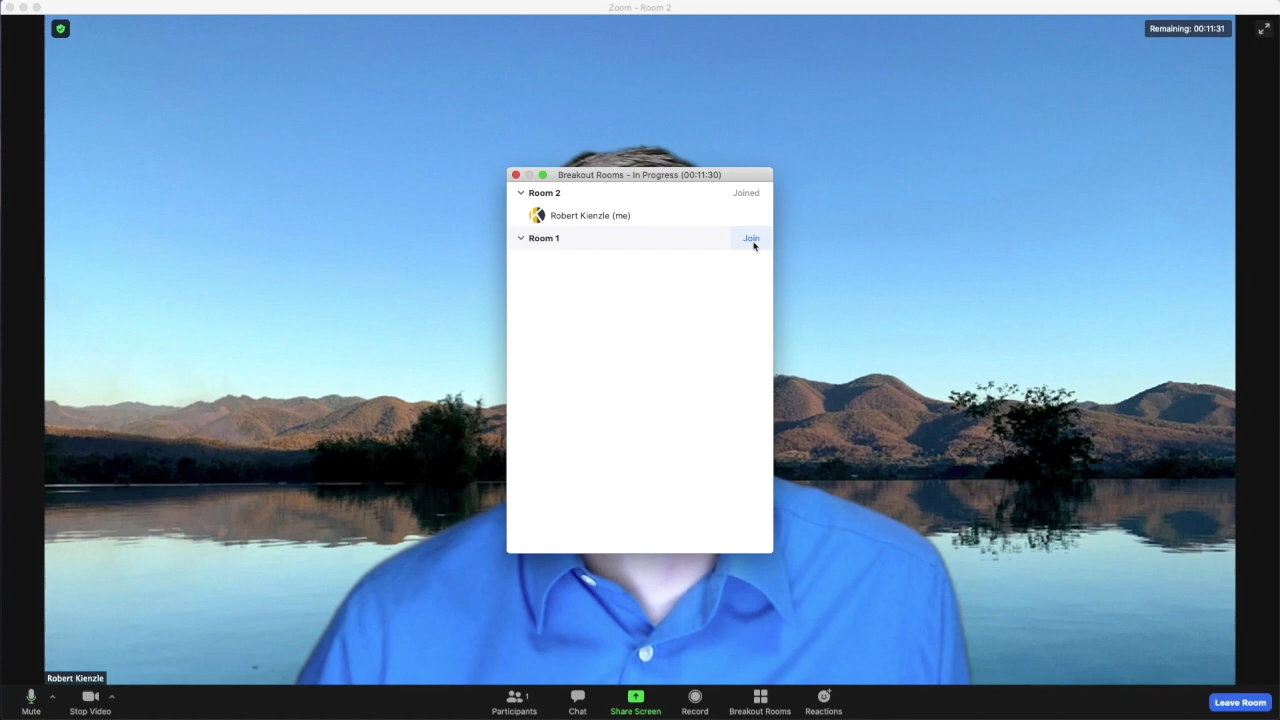 Zoom - Room 2
Remaining: 00:11:31
Breakout Rooms - In Progress (00:11:30)
Room 2 Joined
Robert Kienzle (me)
Room 1 Join
Robert Kienzle
Mute Stop Video Participants 1 Chat Share Screen Record Breakout Rooms Reactions Leave Room